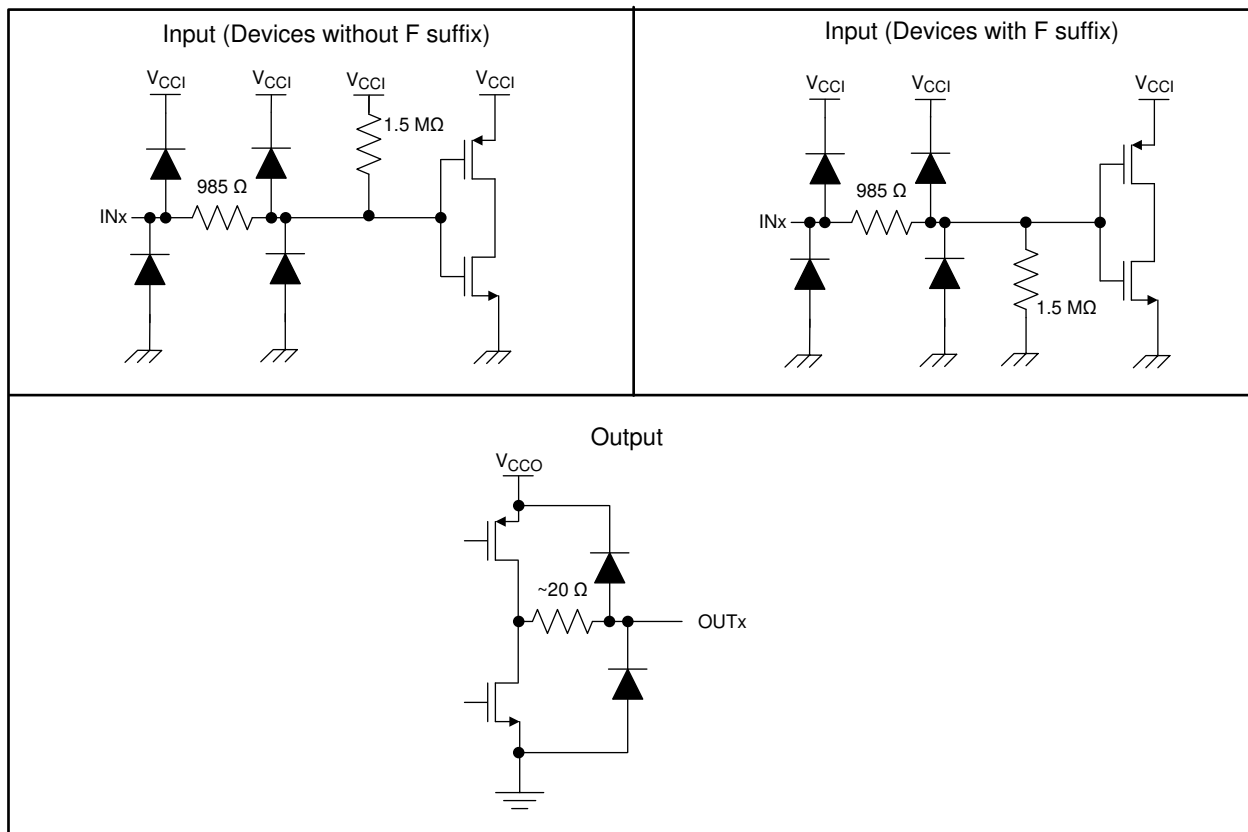 Input (Devices without F suffix)
VCCI VCCI VCCI VCCI
1.5 MΩ
985 Ω
INx
Input (Devices with F suffix)
VCCI VCCI VCCI
985 Ω
INx
1.5 MΩ
Output
VCCO
~20 Ω
OUTx